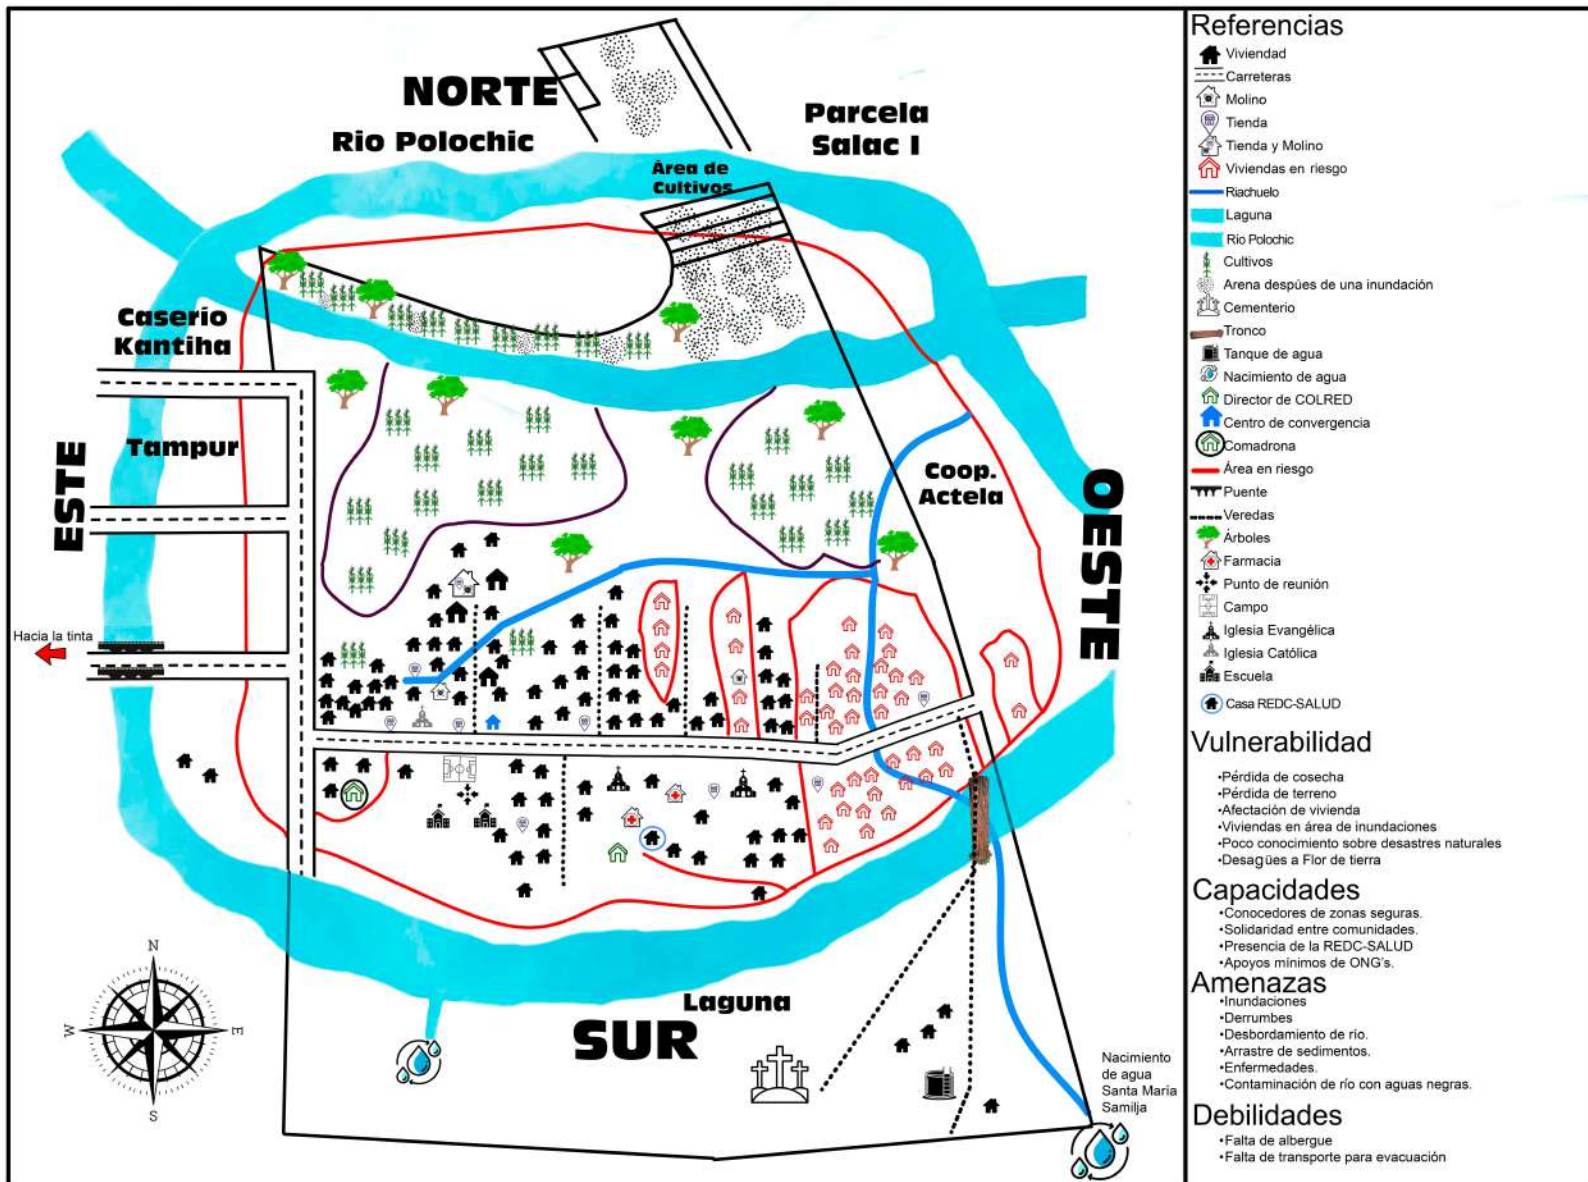 NORTE
Rio Polochic
Parcela
Salac I
Área de
Cultivos
Caserio
Kantiha
Tampur
ESTE
Coop.
Actela
OESTE
Hacia la tinta
Laguna
SUR
N
W
E
S
Nacimiento
de agua
Santa Maria
Samilja
Referencias
Viviendad
Carreteras
Molino
Tienda
Tienda y Molino
Viviendas en riesgo
Riachuelo
Laguna
Rio Polochic
Cultivos
Arena despúes de una inundación
Cementerio
Tronco
Tanque de agua
Nacimiento de agua
Director de COLRED
Centro de convergencia
Comadrona
Área en riesgo
Puente
Veredas
Árboles
Farmacia
Punto de reunión
Campo
Iglesia Evangélica
Iglesia Católica
Escuela
Casa REDC-SALUD
Vulnerabilidad
•Pérdida de cosecha
•Pérdida de terreno
•Afectación de vivienda
•Viviendas en área de inundaciones
•Poco conocimiento sobre desastres naturales
•Desagües a Flor de tierra
Capacidades
•Conocedores de zonas seguras.
•Solidaridad entre comunidades.
•Presencia de la REDC-SALUD
•Apoyos mínimos de ONG's.
Amenazas
•Inundaciones
•Derrumbes
•Desbordamiento de río.
•Arrastre de sedimentos.
•Enfermedades.
•Contaminación de río con aguas negras.
Debilidades
•Falta de albergue
•Falta de transporte para evacuación